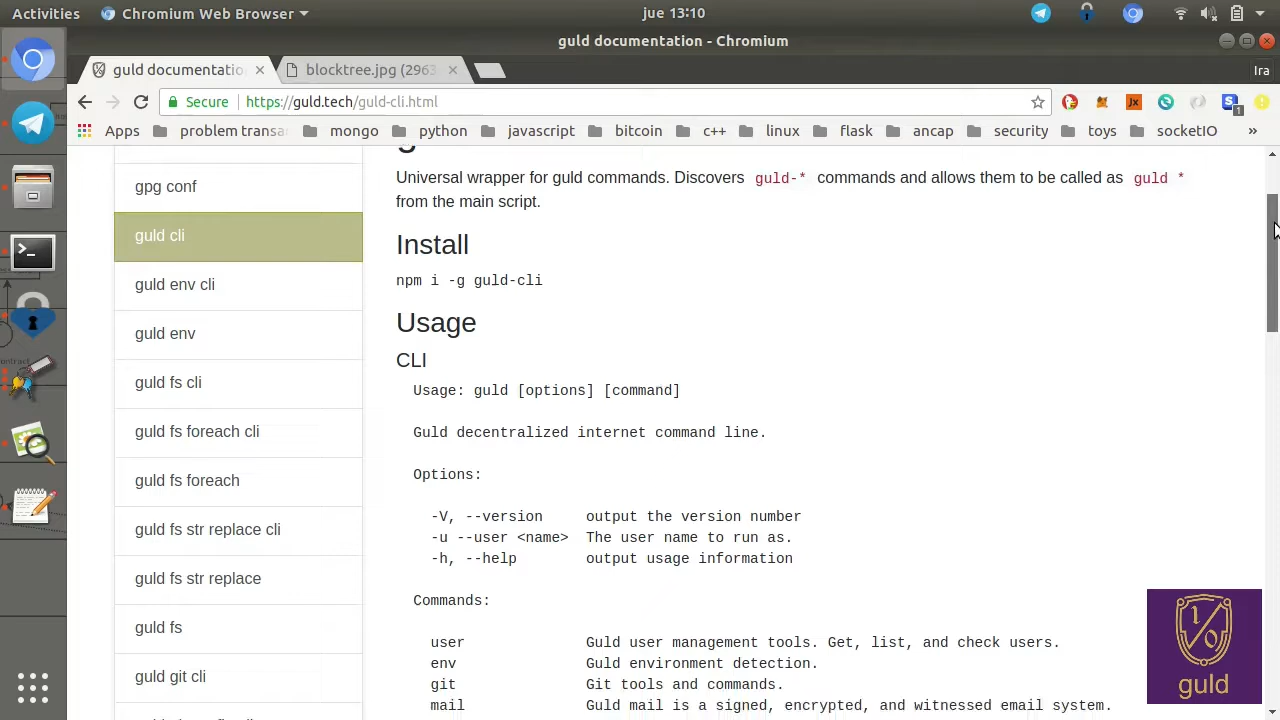 Activities
Chromium Web Browser
jue 13:10
guld documentation - Chromium
guld documentatio
blocktree.jpg (2963
Ira
Secure
https://guld.tech/guld-cli.html
Jx
S
1
Apps
problem transa
mongo
python
javascript
bitcoin
c++
linux
flask
ancap
security
toys
socketIO
»
gpg conf
guld cli
guld env cli
guld env
guld fs cli
guld fs foreach cli
guld fs foreach
guld fs str replace cli
guld fs str replace
guld fs
guld git cli
Universal wrapper for guld commands. Discovers guld-* commands and allows them to be called as guld *
from the main script.
Install
npm i -g guld-cli
Usage
CLI
Usage: guld [options] [command]
Guld decentralized internet command line.
Options:
-V, --version output the version number
-u --user <name> The user name to run as.
-h, --help output usage information
Commands:
user Guld user management tools. Get, list, and check users.
env Guld environment detection.
git Git tools and commands.
mail Guld mail is a signed, encrypted, and witnessed email system.
1/0
guld